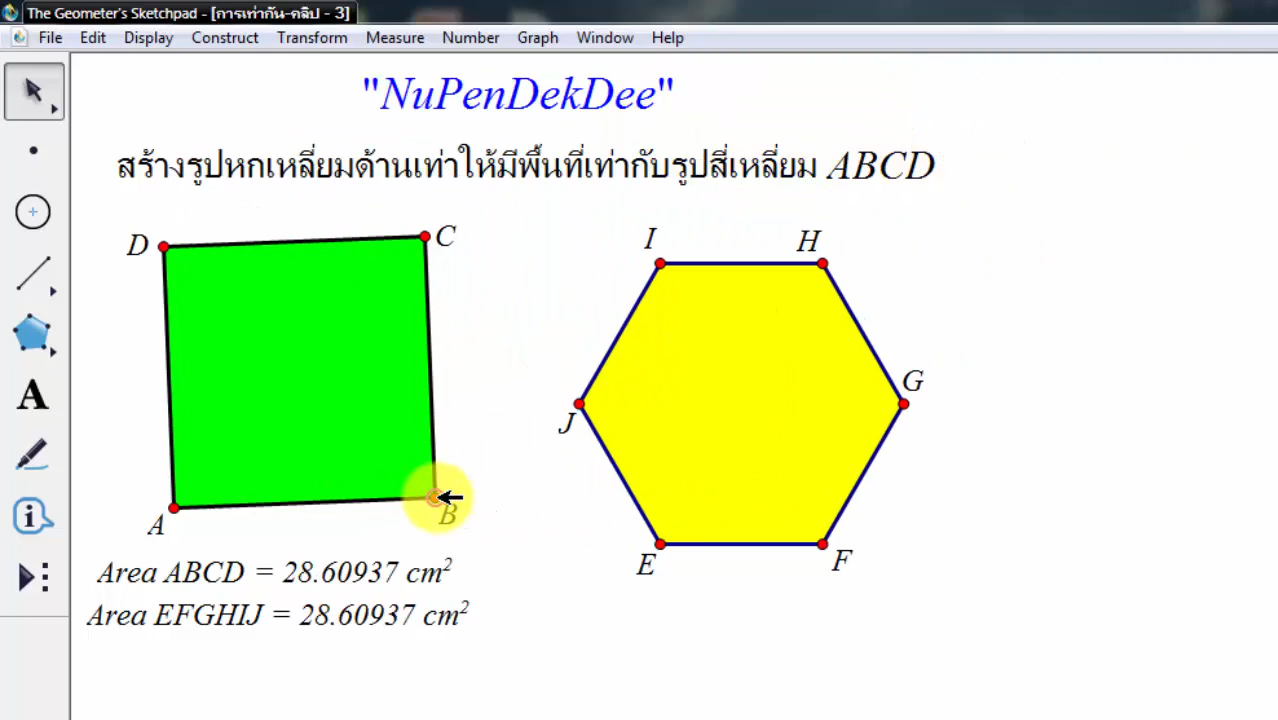 The Geometer's Sketchpad - [การเท่ากัน-คลิป - 3]
File Edit Display Construct Transform Measure Number Graph Window Help
"NuPenDekDee"
สร้างรูปหกเหลี่ยมด้านเท่าให้มีพื้นที่เท่ากับรูปสี่เหลี่ยม ABCD
D
C
I
H
G
J
A
B
E
F
A
i
Area ABCD = 28.60937 cm²
Area EFGHIJ = 28.60937 cm²